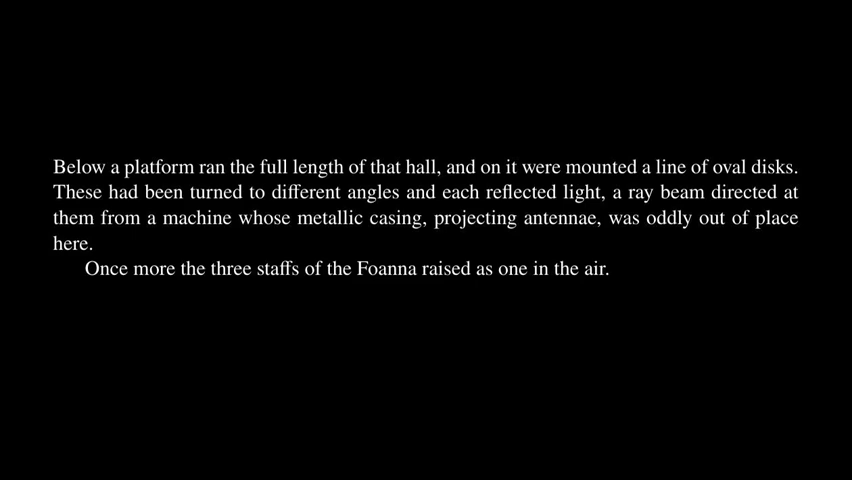 Below a platform ran the full length of that hall, and on it were mounted a line of oval disks.
These had been turned to different angles and each reflected light, a ray beam directed at
them from a machine whose metallic casing, projecting antennae, was oddly out of place
here.
Once more the three staffs of the Foanna raised as one in the air.